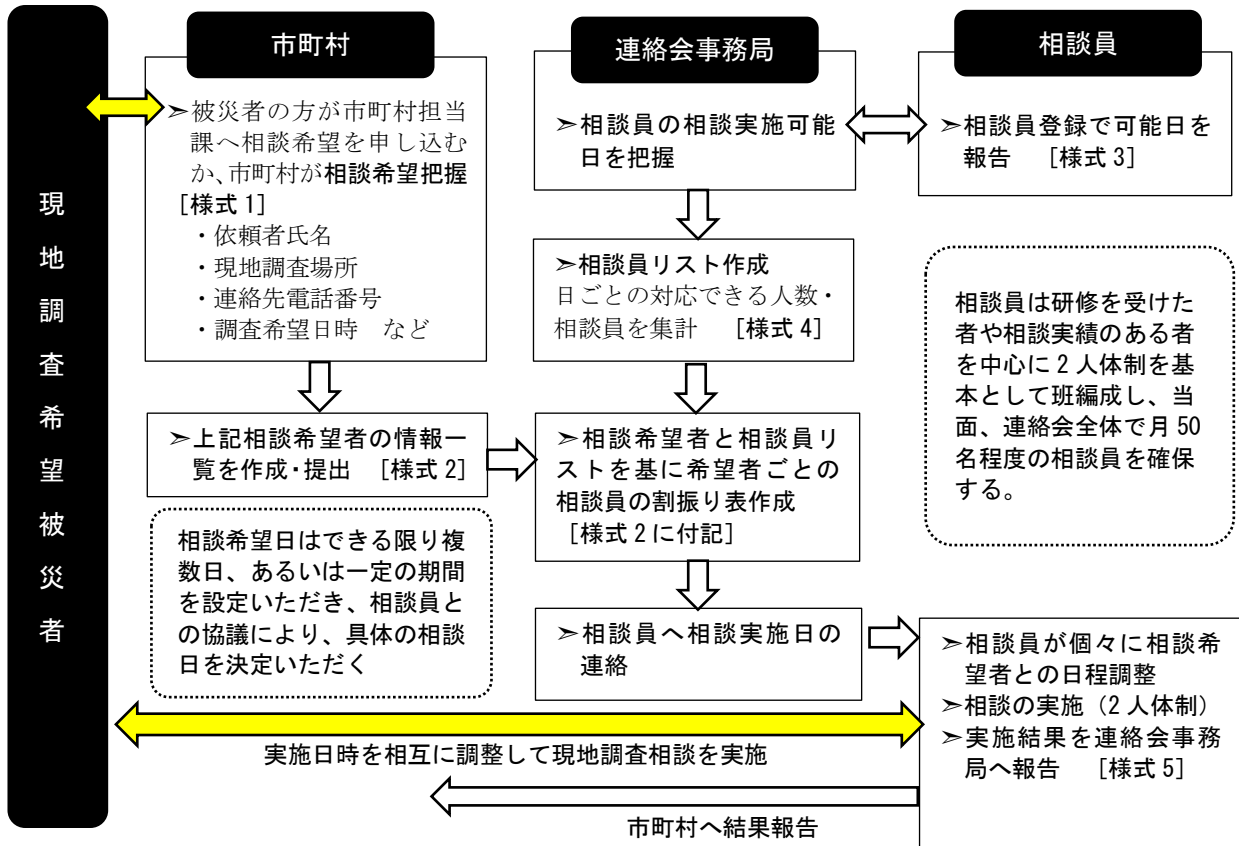 現地調査希望被災者
市町村
➢被災者の方が市町村担当
課へ相談希望を申し込む
か、市町村が相談希望把握
[様式1]
・依頼者氏名
・現地調査場所
・連絡先電話番号
・調査希望日時　など
➢上記相談希望者の情報一
覧を作成・提出　[様式2]
相談希望日はできる限り複
数日、あるいは一定の期間
を設定いただき、相談員と
の協議により、具体の相談
日を決定いただく
連絡会事務局
➢相談員の相談実施可能
日を把握
➢相談員リスト作成
日ごとの対応できる人数・
相談員を集計　[様式4]
➢相談希望者と相談員リ
ストを基に希望者ごとの
相談員の割振り表作成
[様式2に付記]
➢相談員へ相談実施日の
連絡
相談員
➢相談員登録で可能日を
報告　[様式3]
相談員は研修を受けた
者や相談実績のある者
を中心に2人体制を基
本として班編成し、当
面、連絡会全体で月50
名程度の相談員を確保
する。
➢相談員が個々に相談希
望者との日程調整
➢相談の実施（2人体制）
➢実施結果を連絡会事務
局へ報告　[様式5]
実施日時を相互に調整して現地調査相談を実施
市町村へ結果報告